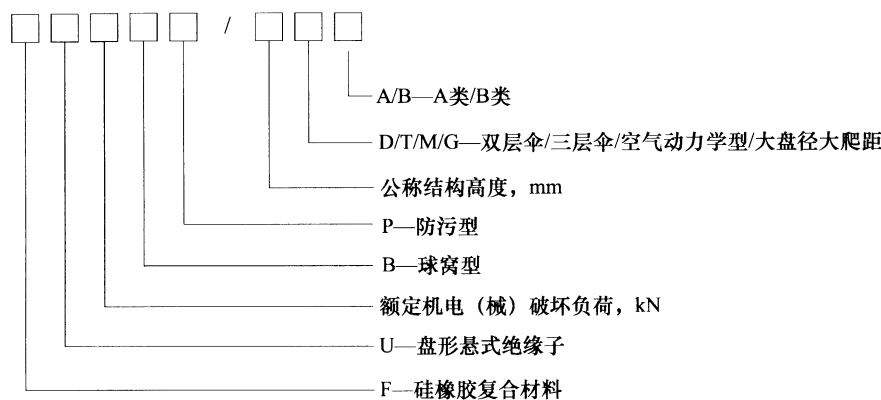 /
A/B—A类/B类
D/T/M/G—双层伞/三层伞/空气动力学型/大盘径大爬距
公称结构高度，mm
P—防污型
B—球窝型
额定机电（械）破坏负荷，kN
U—盘形悬式绝缘子
F—硅橡胶复合材料